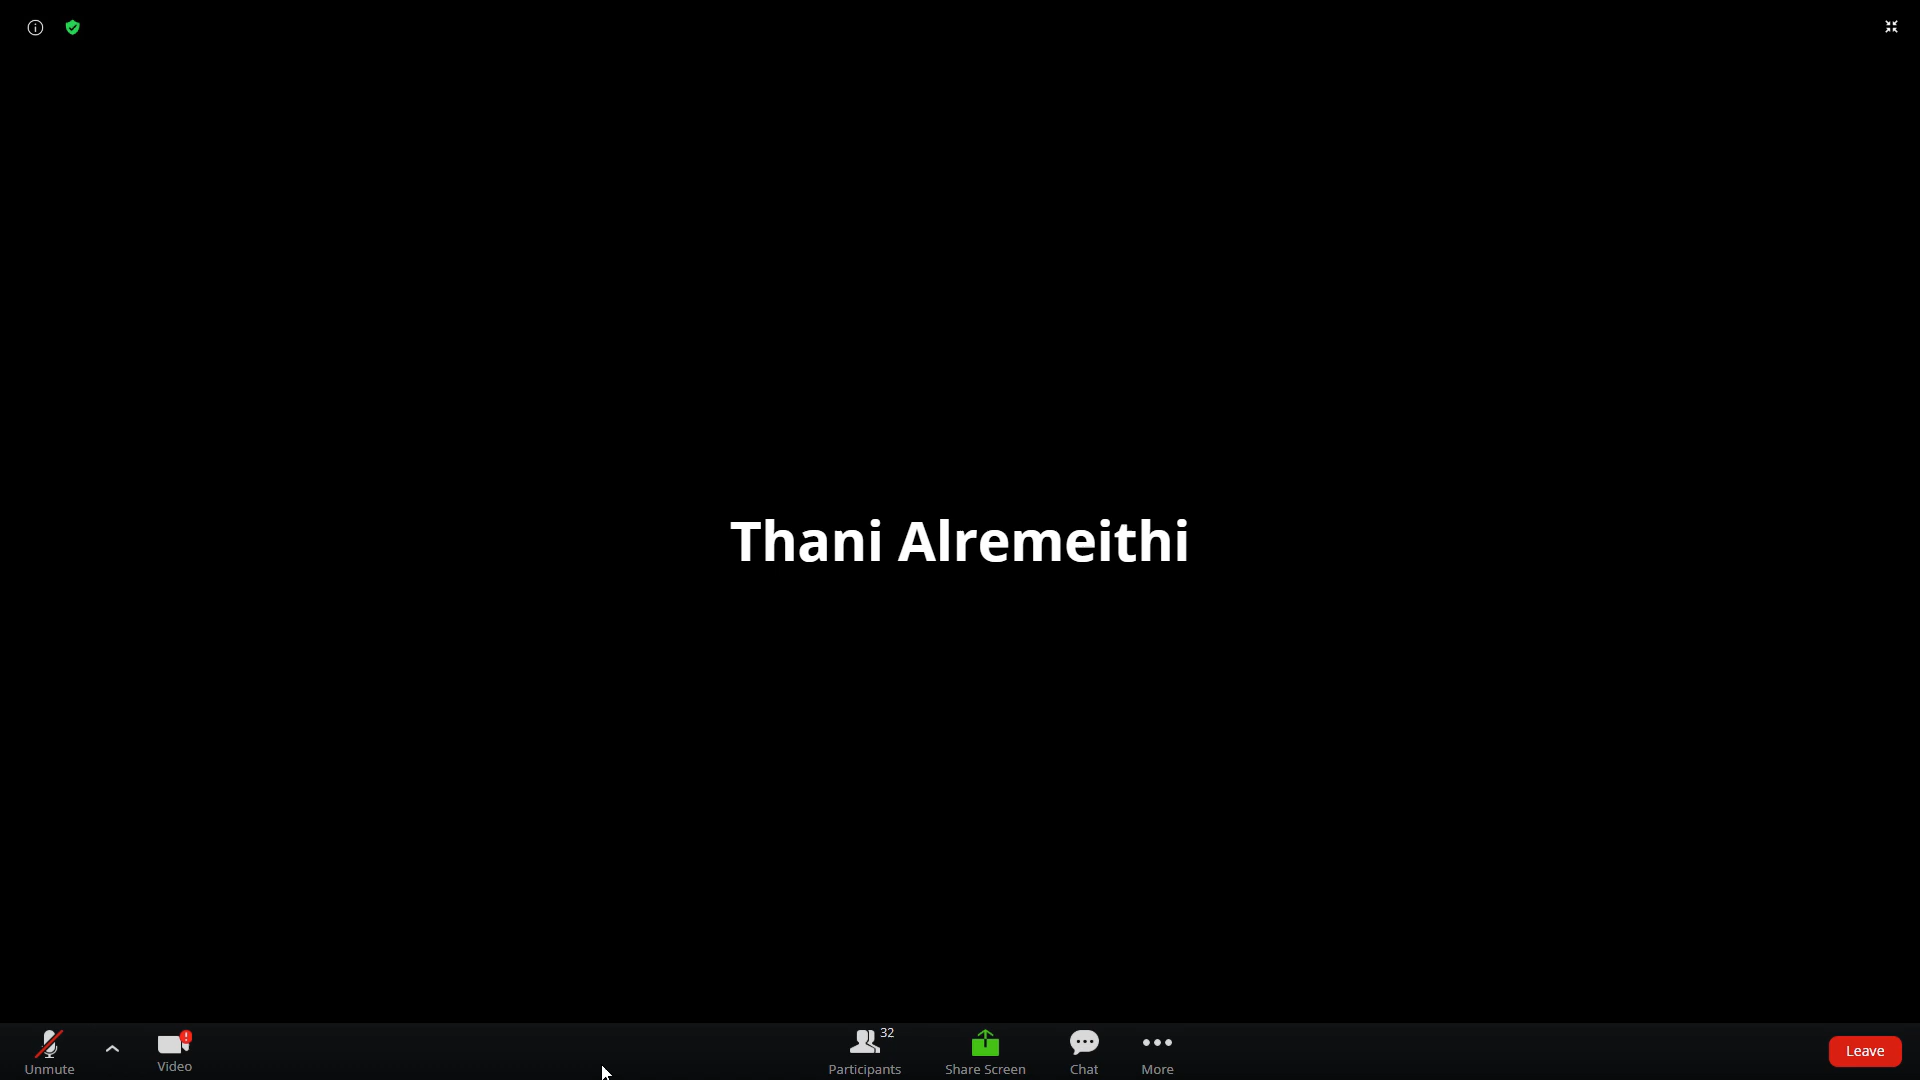 Thani Alremeithi
32
Unmute
Video
Participants
Share Screen
Chat
More
Leave